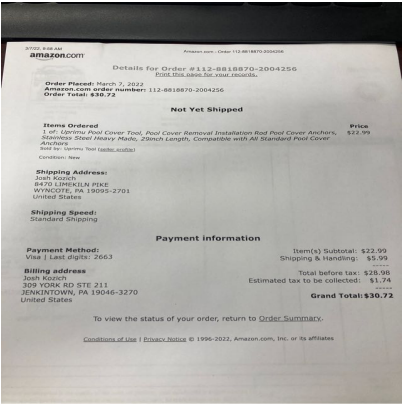 3/7/22, 8:58 AM
Amazon.com - Order 112-8818870-2004256
amazon.com
Details for Order #112-8818870-2004256
Print this page for your records.
Order Placed: March 7, 2022
Amazon.com order number: 112-8818870-2004256
Order Total: $30.72
Not Yet Shipped
Items Ordered Price
1 of: Uprimu Pool Cover Tool, Pool Cover Removal Installation Rod Pool Cover Anchors, $22.99
Stainless Steel Heavy Made, 29inch Length, Compatible with All Standard Pool Cover
Anchors
Sold by: Uprimu Tool (seller profile)
Condition: New
Shipping Address:
Josh Kozich
8470 LIMEKILN PIKE
WYNCOTE, PA 19095-2701
United States
Shipping Speed:
Standard Shipping
Payment information
Payment Method:
Visa | Last digits: 2663
Billing address
Josh Kozich
309 YORK RD STE 211
JENKINTOWN, PA 19046-3270
United States
Item(s) Subtotal: $22.99
Shipping & Handling: $5.99
-----
Total before tax: $28.98
Estimated tax to be collected: $1.74
-----
Grand Total: $30.72
To view the status of your order, return to Order Summary.
Conditions of Use | Privacy Notice © 1996-2022, Amazon.com, Inc. or its affiliates